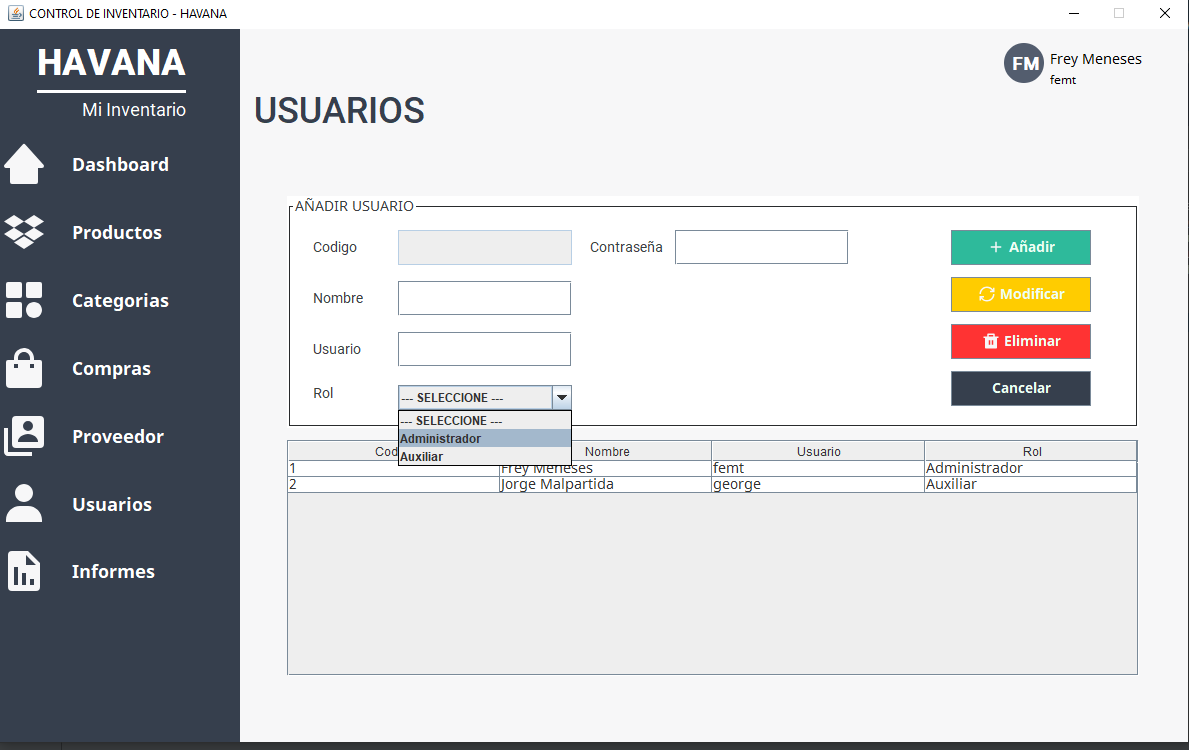 CONTROL DE INVENTARIO - HAVANA
HAVANA
Mi Inventario
Dashboard
Productos
Categorias
Compras
Proveedor
Usuarios
Informes
FM Frey Meneses
femt
USUARIOS
AÑADIR USUARIO
Codigo Contraseña + Añadir
Nombre Modificar
Usuario Eliminar
Rol --- SELECCIONE --- Cancelar
--- SELECCIONE ---
Administrador
Auxiliar
Cod Nombre Usuario Rol
1 Frey Meneses femt Administrador
2 Jorge Malpartida george Auxiliar